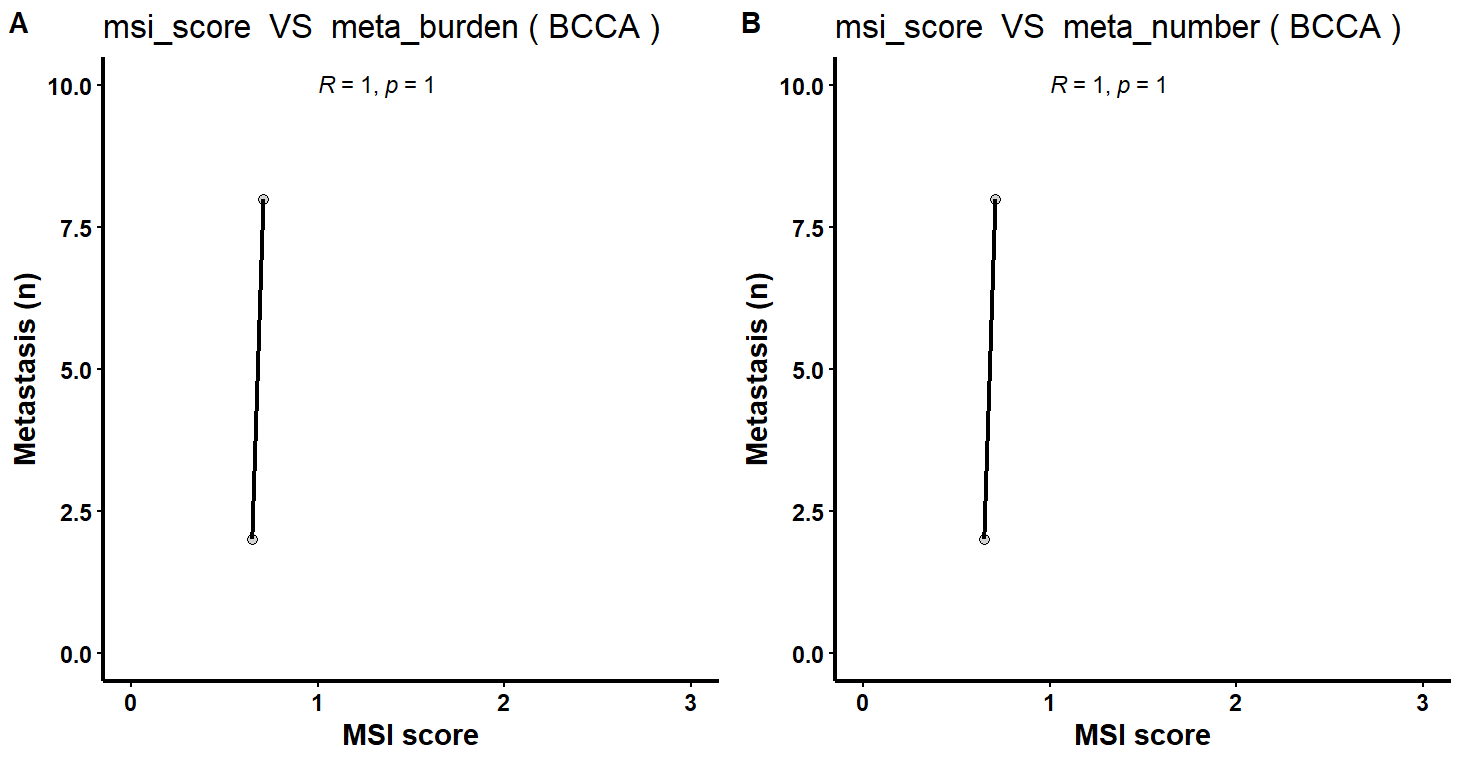 A
msi_score VS meta_burden ( BCCA )
R = 1, p = 1
10.0
7.5
5.0
2.5
0.0
Metastasis (n)
0 1 2 3
MSI score
B
msi_score VS meta_number ( BCCA )
R = 1, p = 1
10.0
7.5
5.0
2.5
0.0
Metastasis (n)
0 1 2 3
MSI score